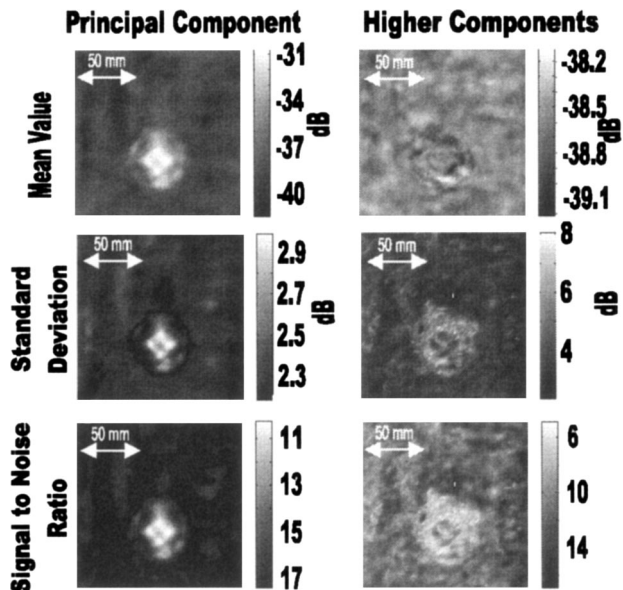 Principal Component
Higher Components
Mean Value
50 mm
-31
-34
-37
-40
dB
50 mm
-38.2
-38.5
-38.8
-39.1
dB
Standard
Deviation
50 mm
2.9
2.7
2.5
2.3
dB
50 mm
8
6
4
dB
Signal to Noise
Ratio
50 mm
11
13
15
17
50 mm
6
10
14